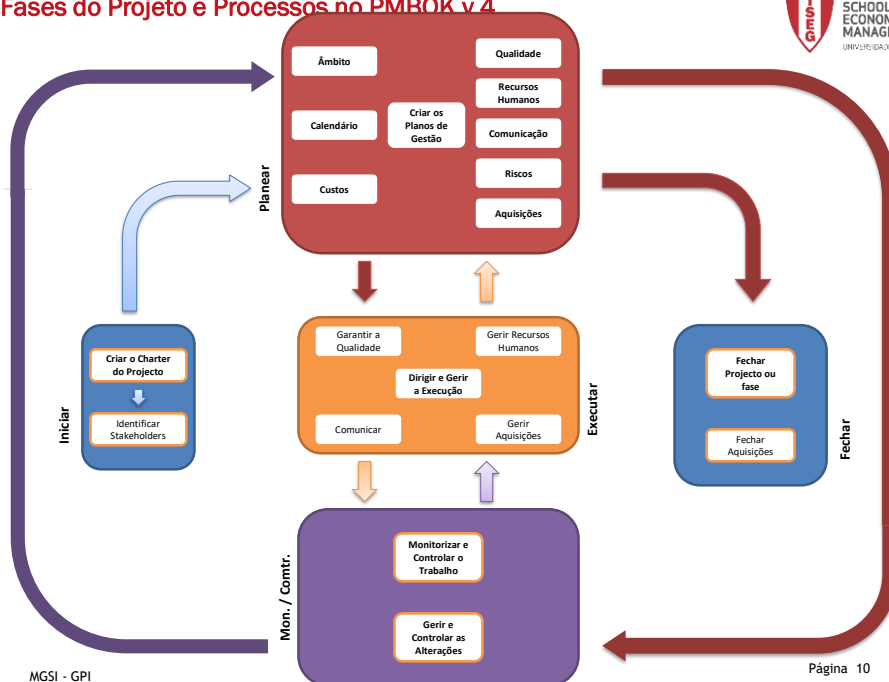 Fases do Projeto e Processos no PMBOK v.4
ISEG
SCHOOL
ECONOM
MANAGE
UNIVERSIDADE
Planear
Âmbito
Calendário
Custos
Criar os
Planos de
Gestão
Qualidade
Recursos
Humanos
Comunicação
Riscos
Aquisições
Iniciar
Criar o Charter
do Projecto
Identificar
Stakeholders
Executar
Garantir a
Qualidade
Gerir Recursos
Humanos
Dirigir e Gerir
a Execução
Comunicar
Gerir
Aquisições
Fechar
Fechar
Projecto ou
fase
Fechar
Aquisições
Mon. / Comtr.
Monitorizar e
Controlar o
Trabalho
Gerir e
Controlar as
Alterações
MGSI - GPI
Página 10